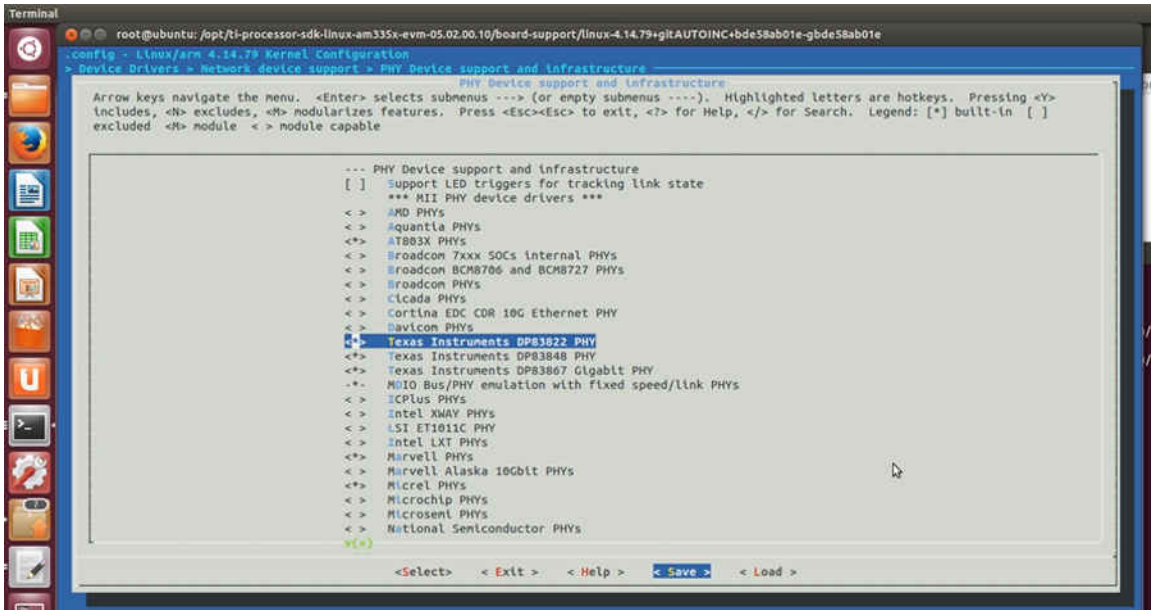 Terminal
root@ubuntu: /opt/ti-processor-sdk-linux-am335x-evm-05.02.00.10/board-support/linux-4.14.79+gitAUTOINC+bde58ab01e-gbde58ab01e
.config - Linux/arm 4.14.79 Kernel Configuration
> Device Drivers > Network device support > PHY Device support and infrastructure
PHY Device support and infrastructure
Arrow keys navigate the menu. <Enter> selects submenus ---> (or empty submenus ----). Highlighted letters are hotkeys. Pressing <Y>
includes, <N> excludes, <M> modularizes features. Press <Esc><Esc> to exit, <?> for Help, </> for Search. Legend: [*] built-in [ ]
excluded <M> module < > module capable
--- PHY Device support and infrastructure
[ ] Support LED triggers for tracking link state
*** MII PHY device drivers ***
< > AMD PHYs
< > Aquantia PHYs
<*> AT803X PHYs
< > Broadcom 7xxx SOCs internal PHYs
< > Broadcom BCM8706 and BCM8727 PHYs
< > Broadcom PHYs
< > Cicada PHYs
< > Cortina EDC CDR 10G Ethernet PHY
< > Davicom PHYs
<*> Texas Instruments DP83822 PHY
<*> Texas Instruments DP83848 PHY
<*> Texas Instruments DP83867 Gigabit PHY
-*- MDIO Bus/PHY emulation with fixed speed/link PHYs
< > ICPlus PHYs
< > Intel XWAY PHYs
< > LSI ET1011C PHY
< > Intel LXT PHYs
<*> Marvell PHYs
< > Marvell Alaska 10Gbit PHYs
<*> Micrel PHYs
< > Microchip PHYs
< > Microsemi PHYs
< > National Semiconductor PHYs
v(+)
<Select> < Exit > < Help > < Save > < Load >